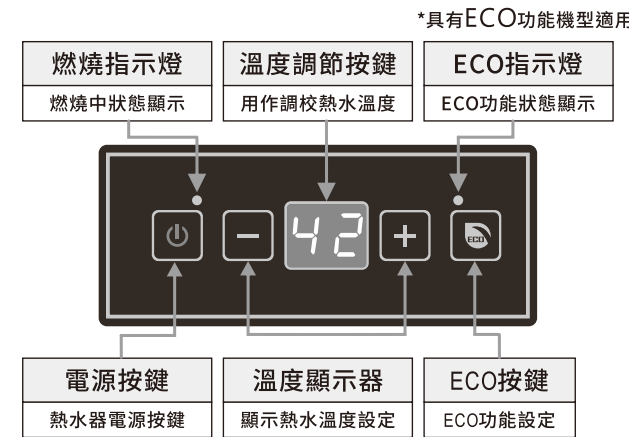 *具有ECO功能機型適用
燃燒指示燈
燃燒中狀態顯示
溫度調節按鍵
用作調校熱水溫度
ECO指示燈
ECO功能狀態顯示
42
ECO
電源按鍵
熱水器電源按鍵
溫度顯示器
顯示熱水溫度設定
ECO按鍵
ECO功能設定